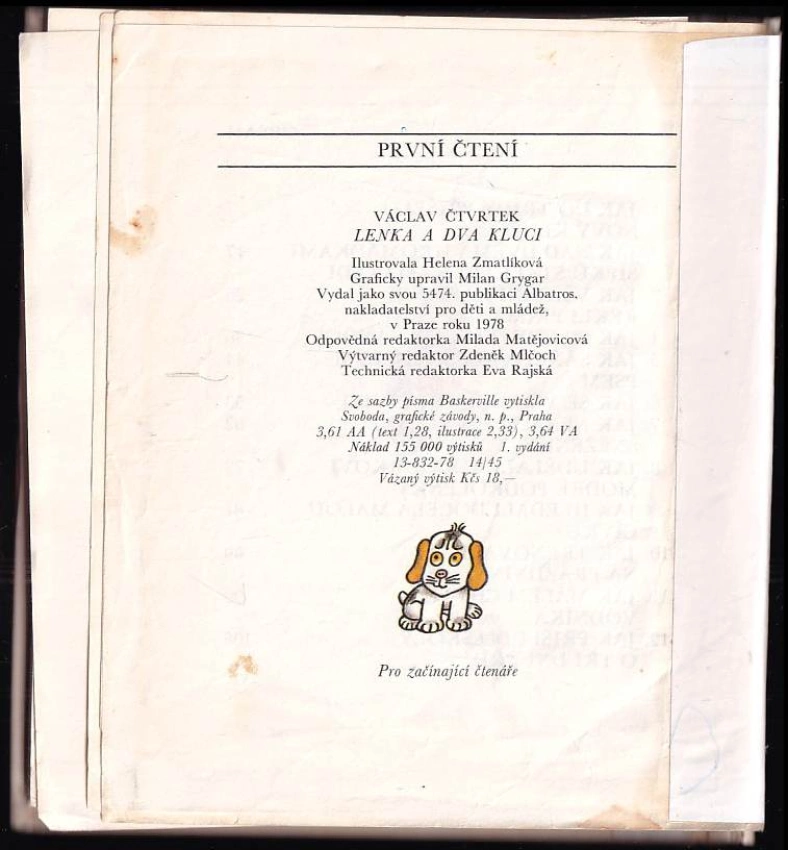 PRVNÍ ČTENÍ
VÁCLAV ČTVRTEK
LENKA A DVA KLUCI
Ilustrovala Helena Zmatlíková
Graficky upravil Milan Grygar
Vydal jako svou 5474. publikaci Albatros,
nakladatelství pro děti a mládež,
v Praze roku 1978
Odpovědná redaktorka Milada Matějovicová
Výtvarný redaktor Zdeněk Mlčoch
Technická redaktorka Eva Rajská
Ze sazby písma Baskerville vytiskla
Svoboda, grafické závody, n. p., Praha
3,61 AA (text 1,28, ilustrace 2,33), 3,64 VA
Náklad 155 000 výtisků 1. vydání
13-832-78 14/45
Vázaný výtisk Kčs 18,—
Pro začínající čtenáře